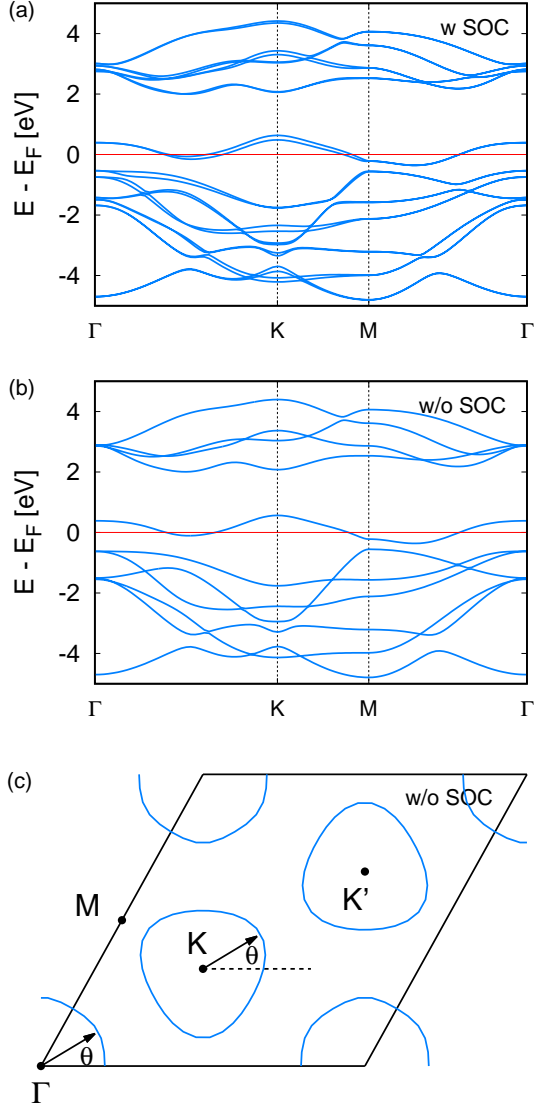 (a)
w SOC
E - E_F [eV]
4
2
0
-2
-4
Γ K M Γ
(b)
w/o SOC
E - E_F [eV]
4
2
0
-2
-4
Γ K M Γ
(c)
w/o SOC
K'
M
K
θ
θ
Γ